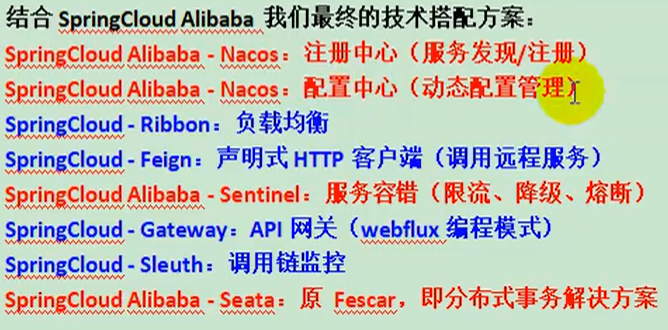 结合 SpringCloud Alibaba 我们最终的技术搭配方案：
SpringCloud Alibaba - Nacos：注册中心（服务发现/注册）
SpringCloud Alibaba - Nacos：配置中心（动态配置管理）
SpringCloud - Ribbon：负载均衡
SpringCloud - Feign：声明式 HTTP 客户端（调用远程服务）
SpringCloud Alibaba - Sentinel：服务容错（限流、降级、熔断）
SpringCloud - Gateway：API 网关（webflux 编程模式）
SpringCloud - Sleuth：调用链监控
SpringCloud Alibaba - Seata：原 Fescar，即分布式事务解决方案